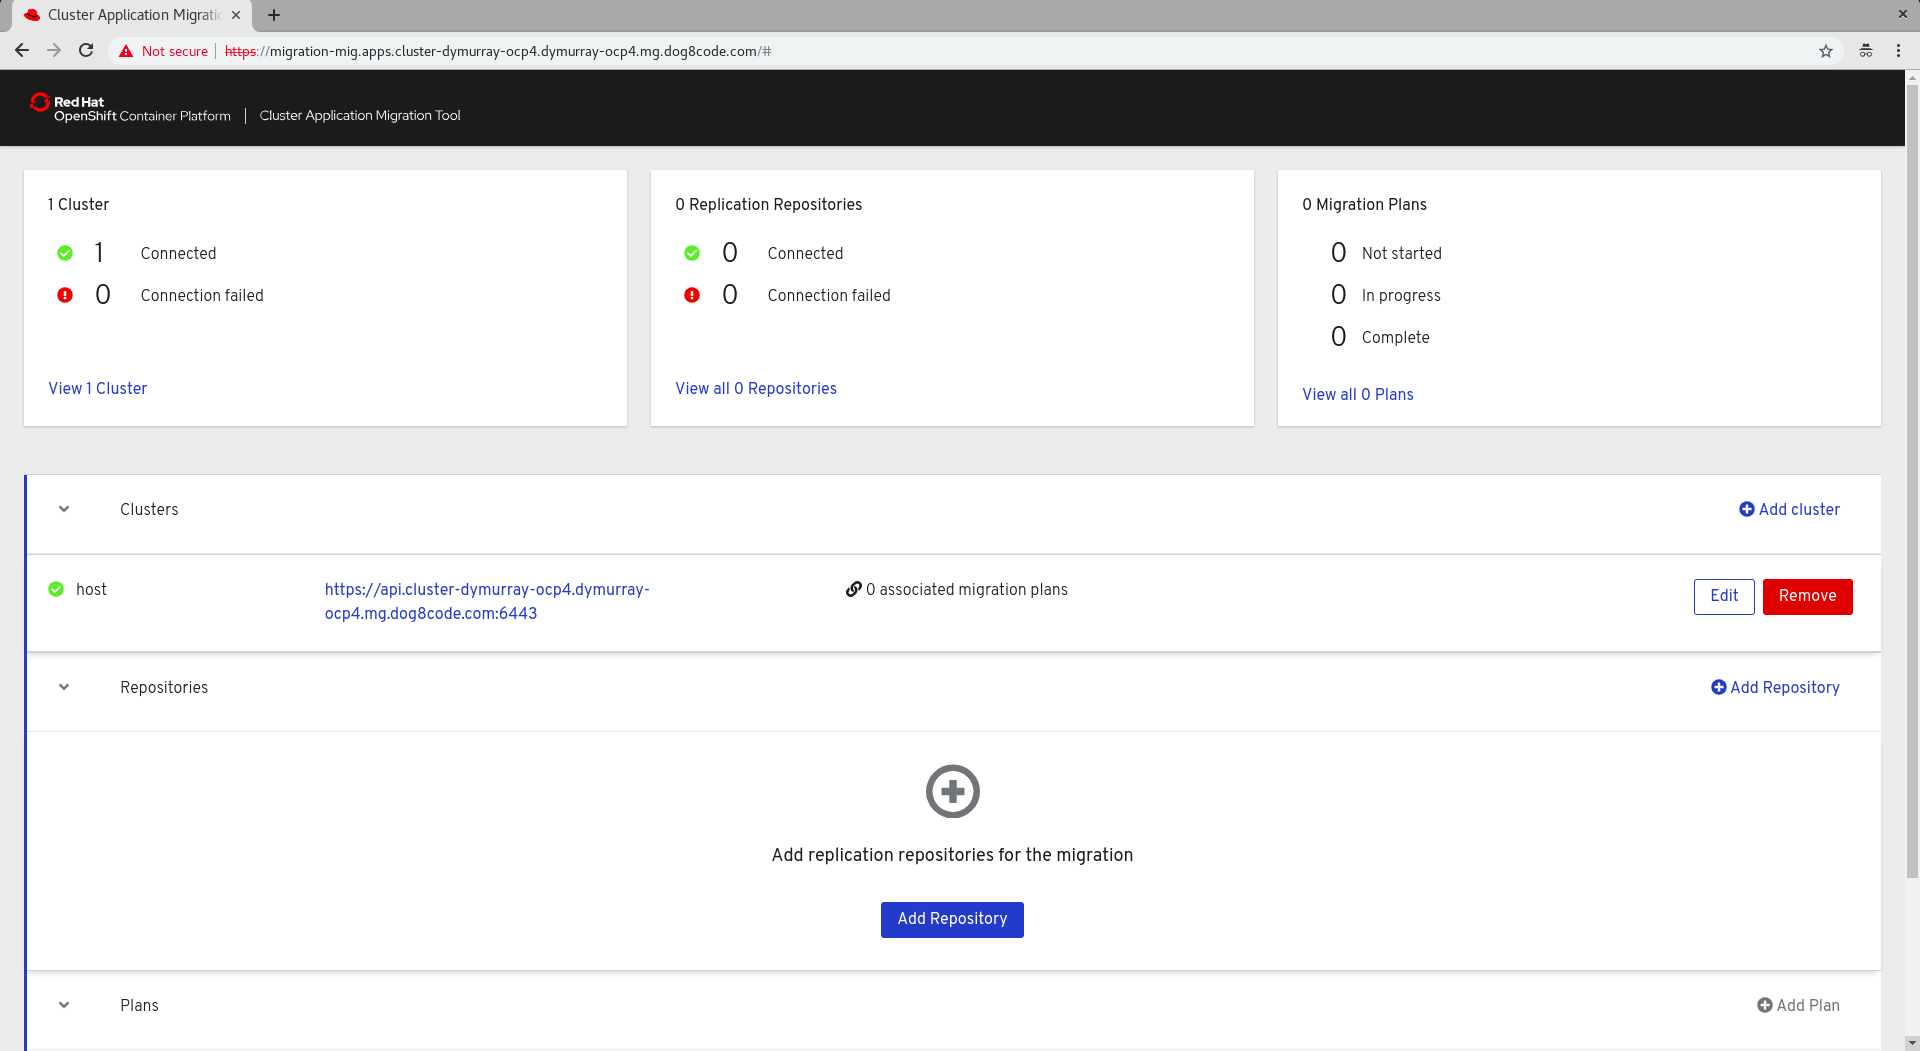 Cluster Application Migratio
Not secure
https://migration-mig.apps.cluster-dymurray-ocp4.dymurray-ocp4.mg.dog8code.com/#
Red Hat
OpenShift Container Platform
Cluster Application Migration Tool
1 Cluster
1 Connected
0 Connection failed
View 1 Cluster
0 Replication Repositories
0 Connected
0 Connection failed
View all 0 Repositories
0 Migration Plans
0 Not started
0 In progress
0 Complete
View all 0 Plans
Clusters
Add cluster
host
https://api.cluster-dymurray-ocp4.dymurray-
ocp4.mg.dog8code.com:6443
0 associated migration plans
Edit
Remove
Repositories
Add Repository
Add replication repositories for the migration
Add Repository
Plans
Add Plan